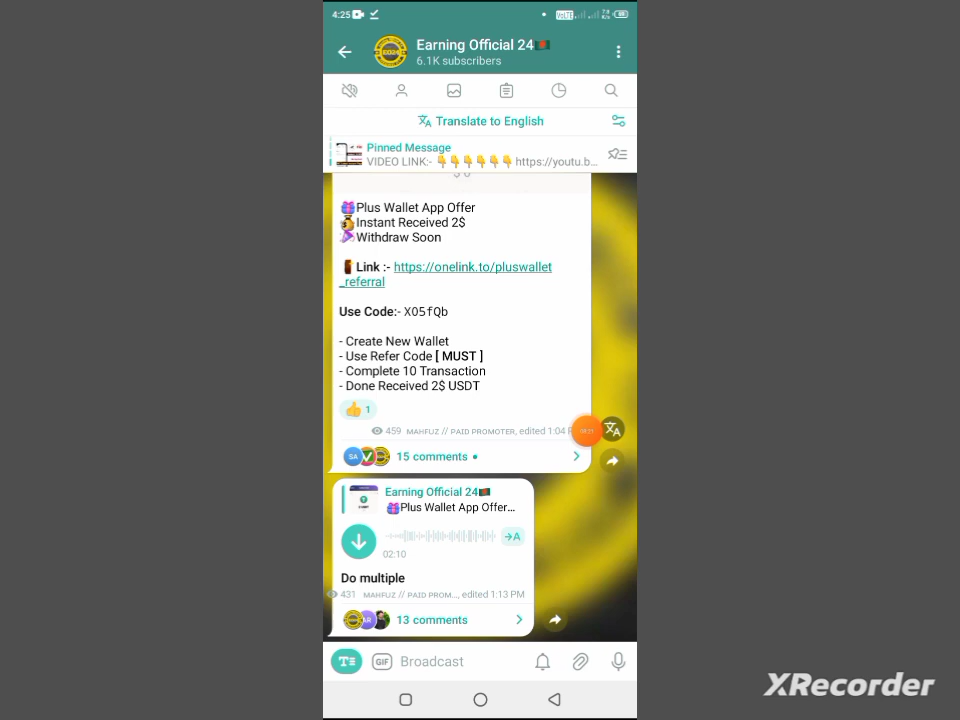 4:25
Earning Official 24
6.1K subscribers
Translate to English
Pinned Message
VIDEO LINK:- 👇👇👇👇👇👇 https://youtu.b...
$ 0
🎁Plus Wallet App Offer
💰Instant Received 2$
🎉Withdraw Soon
Link :- https://onelink.to/pluswallet
_referral
Use Code:- XO5fQb
- Create New Wallet
- Use Refer Code [ MUST ]
- Complete 10 Transaction
- Done Received 2$ USDT
👍 1
459 MAHFUZ // PAID PROMOTER, edited 1:04 P
SA
15 comments
Earning Official 24
🎁Plus Wallet App Offer...
→A
02:10
Do multiple
431 MAHFUZ // PAID PROM..., edited 1:13 PM
AR
13 comments
T
GIF Broadcast
XRecorder